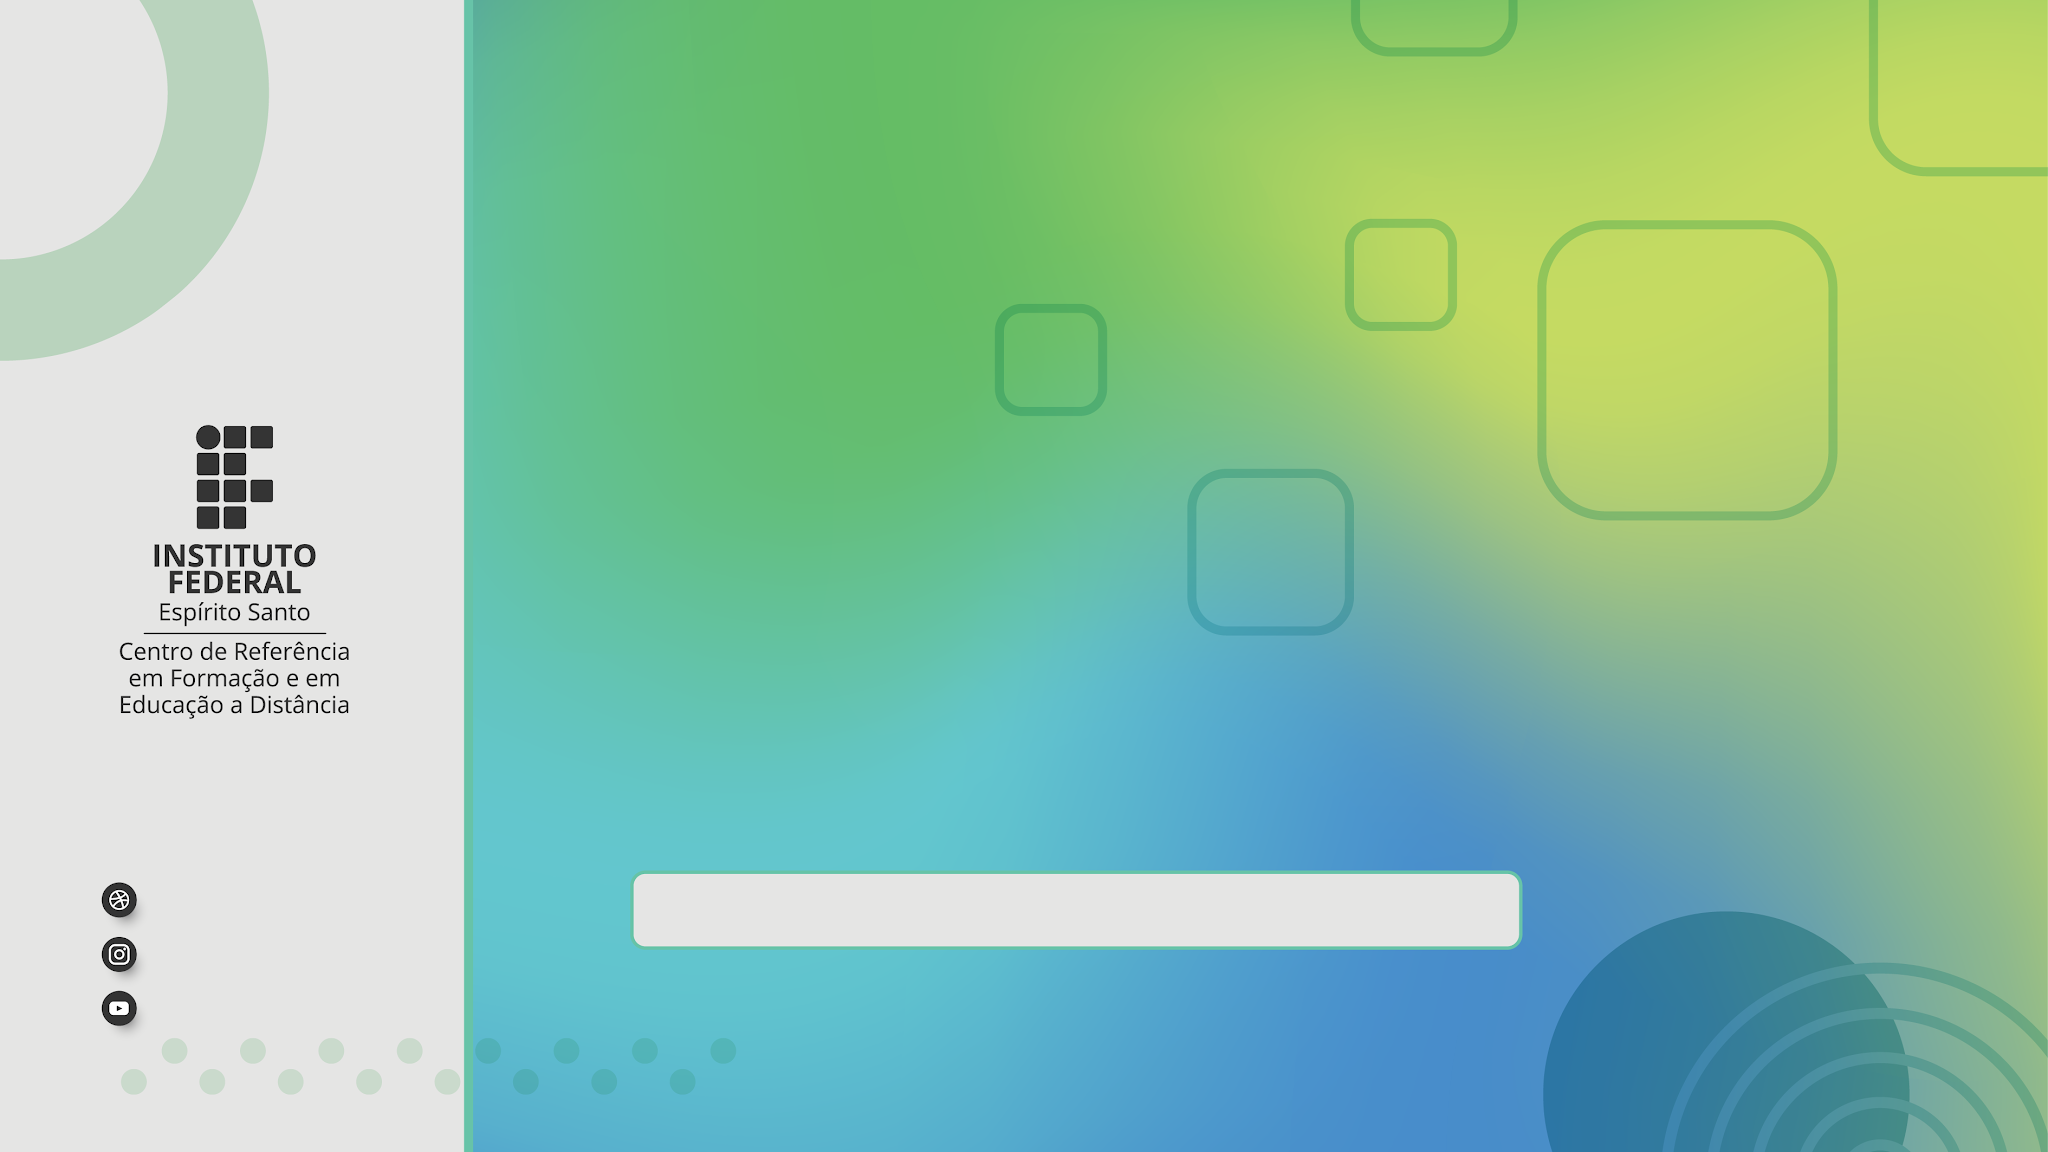 INSTITUTO
FEDERAL
Espírito Santo
Centro de Referência
em Formação e em
Educação a Distância